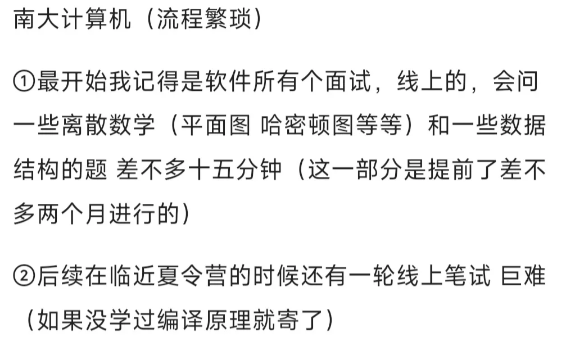 南大计算机（流程繁琐）
①最开始我记得是软件所有个面试，线上的，会问
一些离散数学（平面图 哈密顿图等等）和一些数据
结构的题 差不多十五分钟（这一部分是提前了差不
多两个月进行的）
②后续在临近夏令营的时候还有一轮线上笔试 巨难
（如果没学过编译原理就寄了）